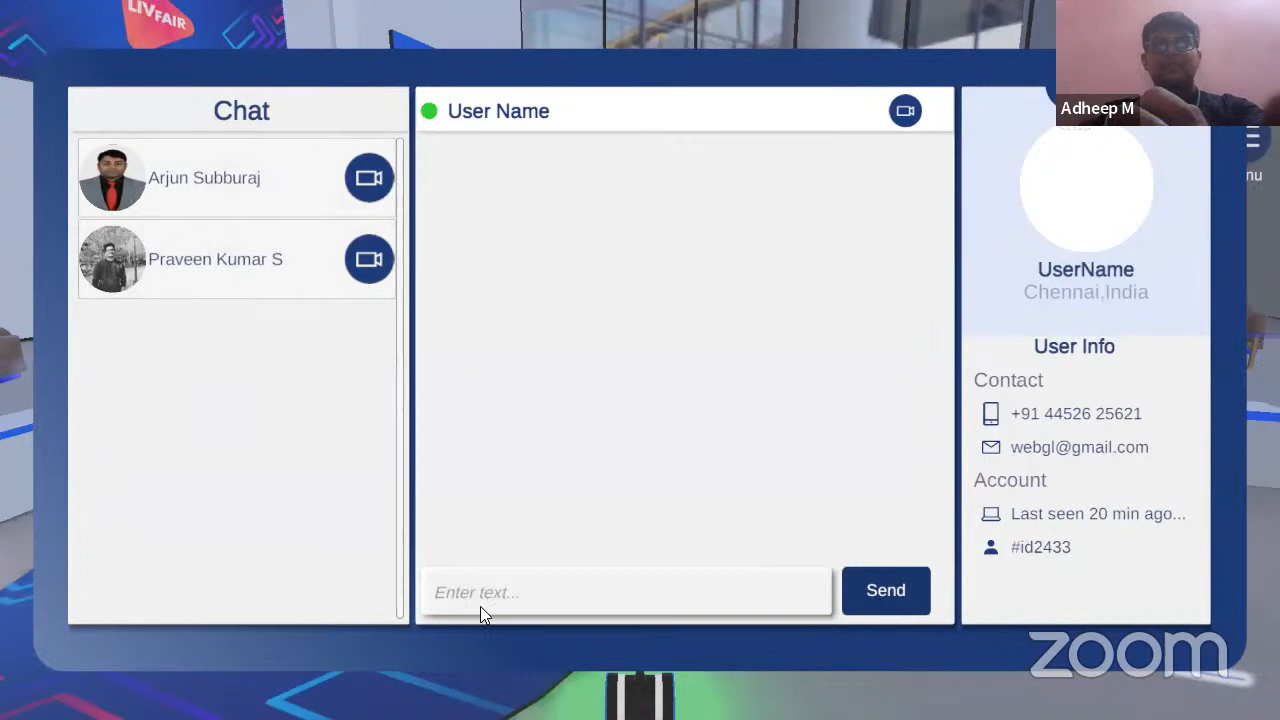 LIVFAIR
Adheep M
Chat
Arjun Subburaj
Praveen Kumar S
User Name
Enter text...
Send
nu
UserName
Chennai,India
User Info
Contact
+91 44526 25621
webgl@gmail.com
Account
Last seen 20 min ago...
#id2433
zoom